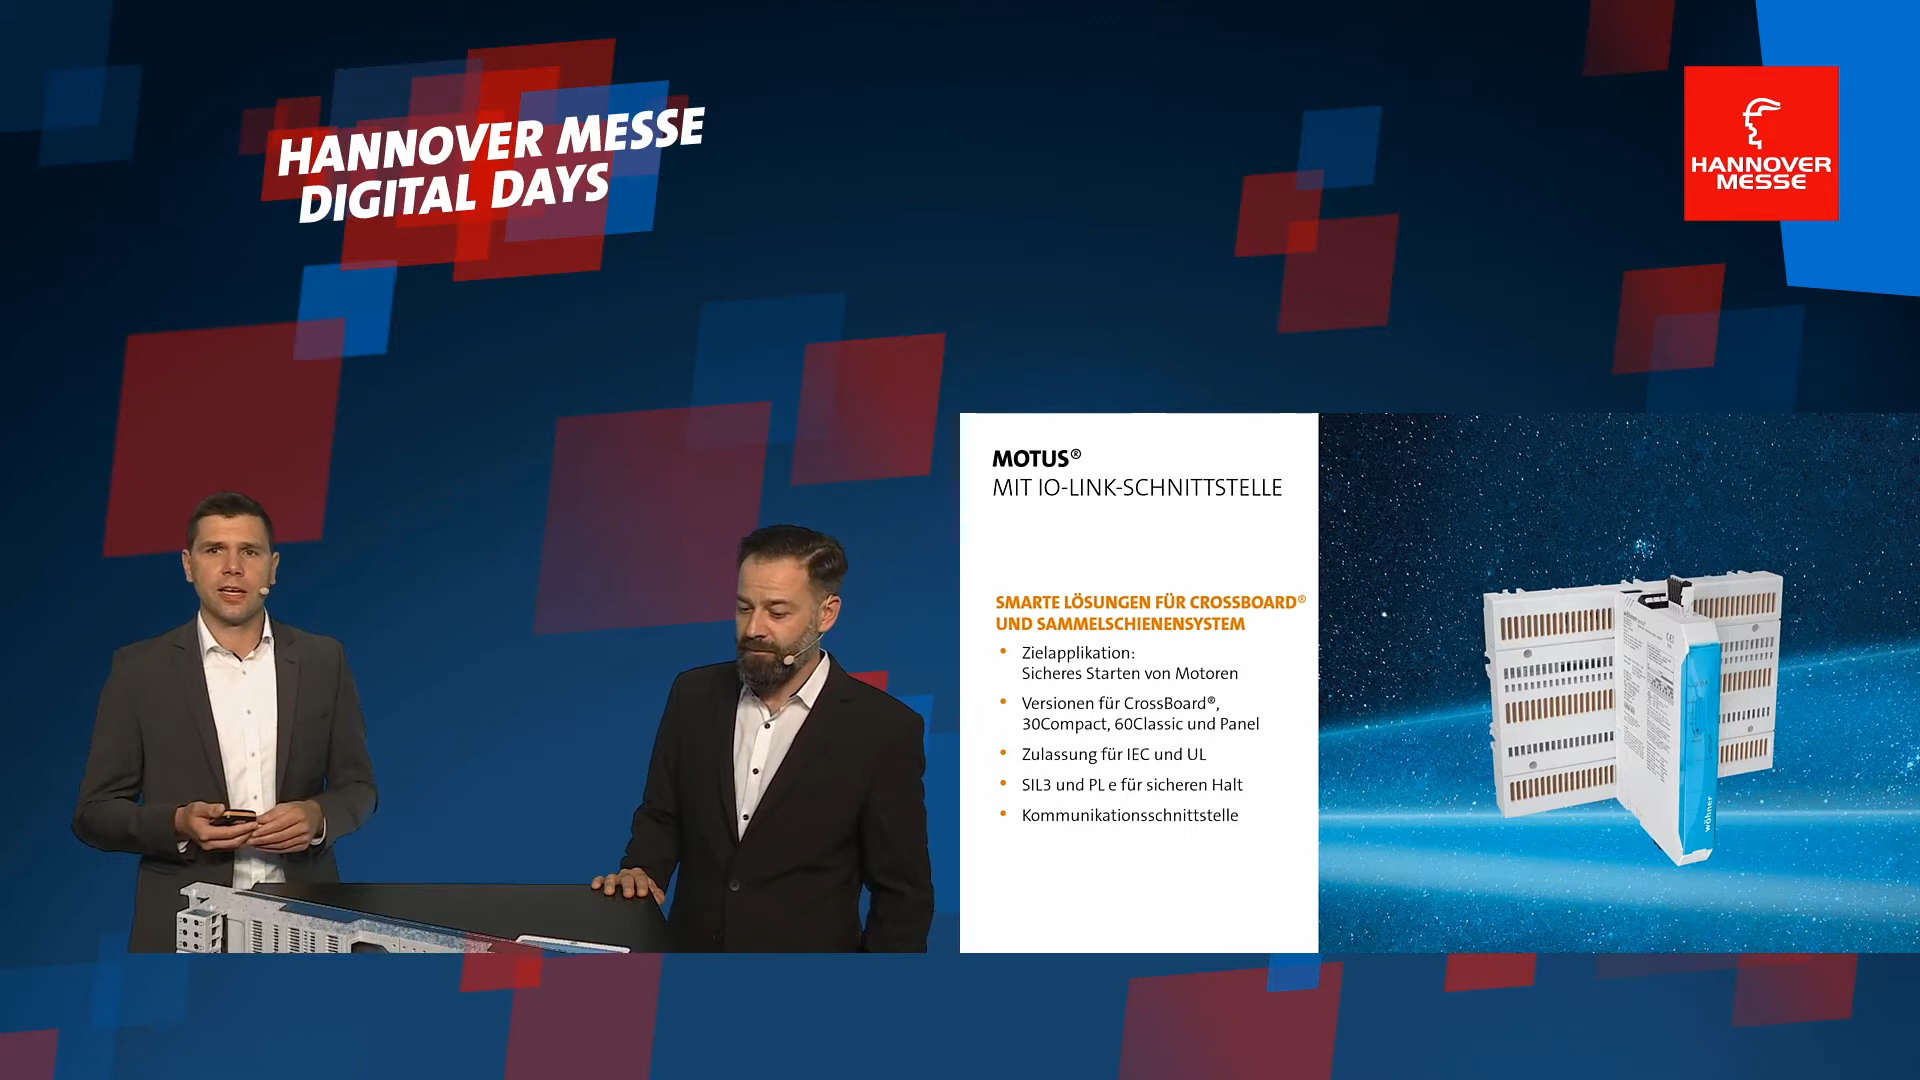 HANNOVER MESSE
DIGITAL DAYS
HANNOVER
MESSE
MOTUS®
MIT IO-LINK-SCHNITTSTELLE
SMARTE LÖSUNGEN FÜR CROSSBOARD®
UND SAMMELSCHIENENSYSTEM
• Zielapplikation:
Sicheres Starten von Motoren
• Versionen für CrossBoard®,
30Compact, 60Classic und Panel
• Zulassung für IEC und UL
• SIL3 und PL e für sicheren Halt
• Kommunikationsschnittstelle
wöhner